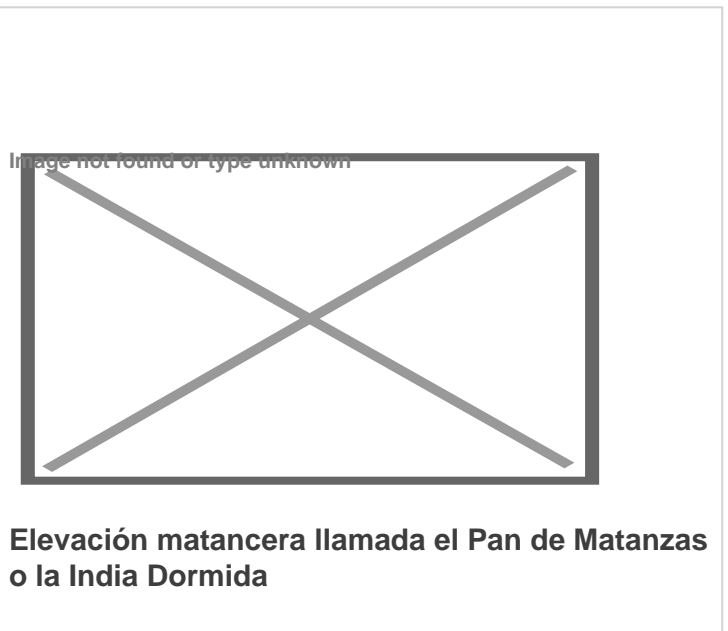 Image not found or type unknown
Elevación matancera llamada el Pan de Matanzas
o la India Dormida